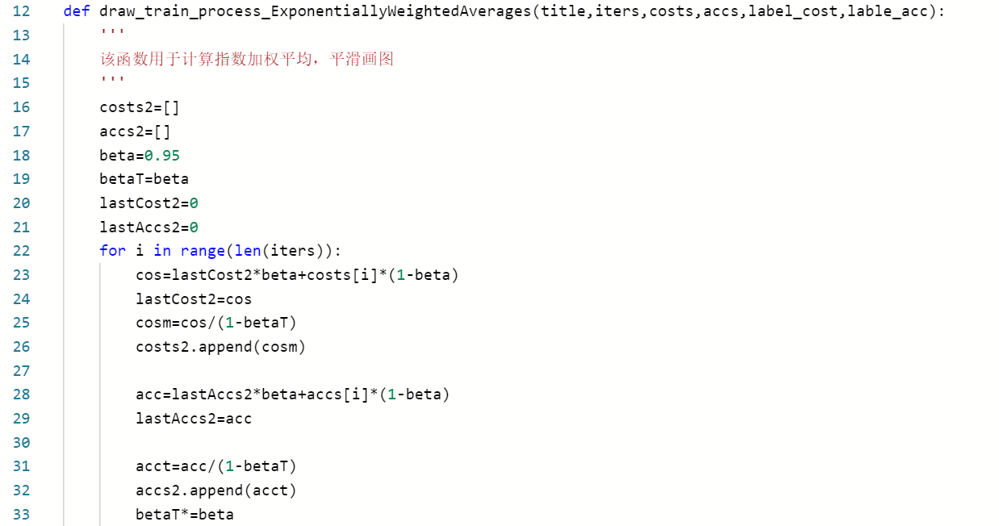 12 def draw_train_process_ExponentiallyWeightedAverages(title,iters,costs,accs,label_cost,lable_acc):
13 '''
14 该函数用于计算指数加权平均，平滑画图
15 '''
16 costs2=[]
17 accs2=[]
18 beta=0.95
19 betaT=beta
20 lastCost2=0
21 lastAccs2=0
22 for i in range(len(iters)):
23 cos=lastCost2*beta+costs[i]*(1-beta)
24 lastCost2=cos
25 cosm=cos/(1-betaT)
26 costs2.append(cosm)
27
28 acc=lastAccs2*beta+accs[i]*(1-beta)
29 lastAccs2=acc
30
31 acct=acc/(1-betaT)
32 accs2.append(acct)
33 betaT*=beta